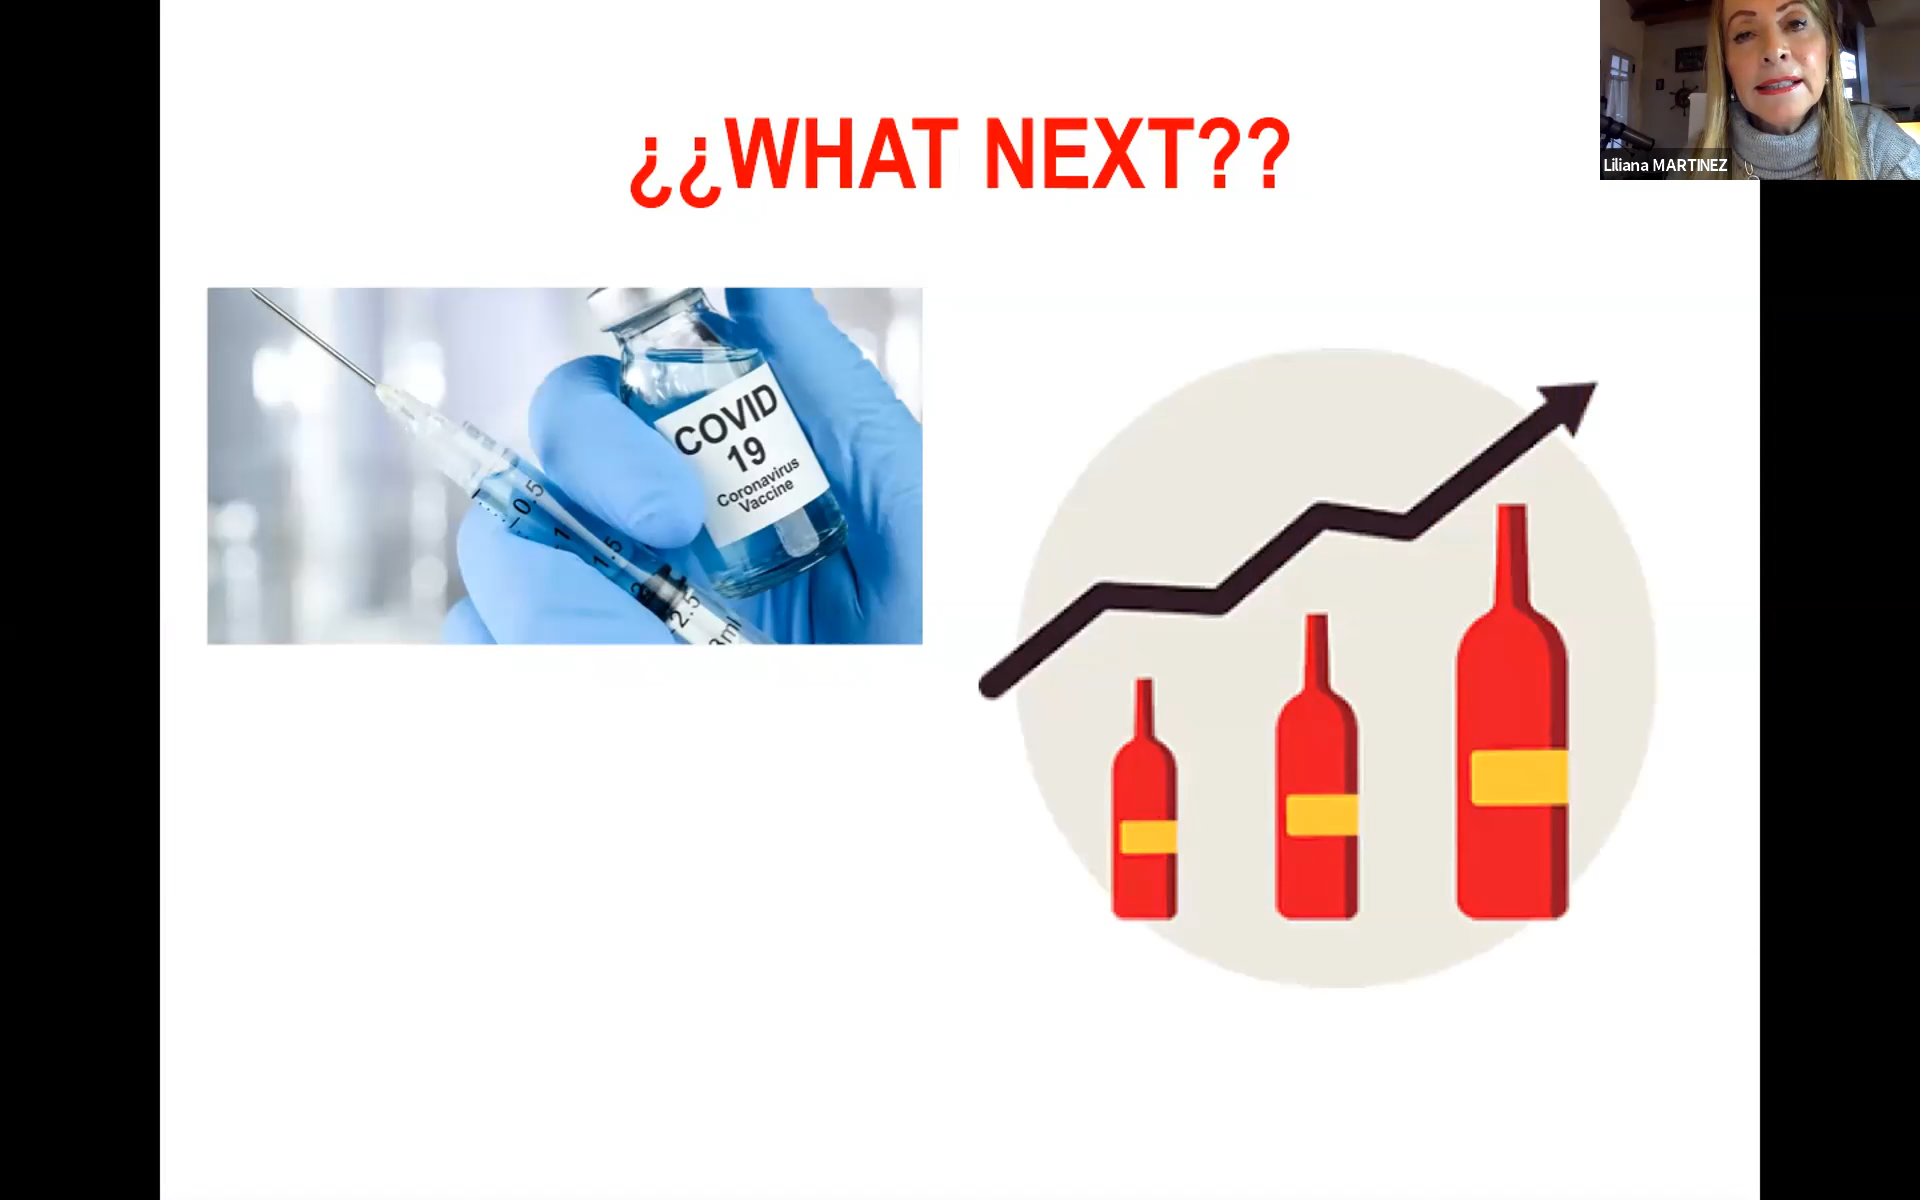 ¿¿WHAT NEXT??
Liliana MARTINEZ
COVID
19
Coronavirus
Vaccine
0.5
1
1.5
2
2.5
3ml